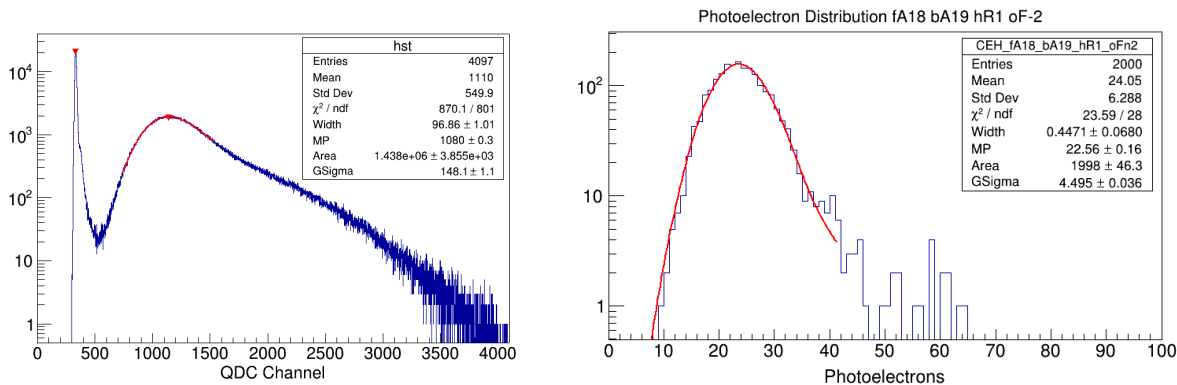 hst
Entries 4097
Mean 1110
Std Dev 549.9
χ² / ndf 870.1 / 801
Width 96.86 ± 1.01
MP 1080 ± 0.3
Area 1.438e+06 ± 3.855e+03
GSigma 148.1 ± 1.1
10⁴
10³
10²
10
1
0 500 1000 1500 2000 2500 3000 3500 4000
QDC Channel
Photoelectron Distribution fA18 bA19 hR1 oF-2
CEH_fA18_bA19_hR1_oFn2
Entries 2000
Mean 24.05
Std Dev 6.288
χ² / ndf 23.59 / 28
Width 0.4471 ± 0.0680
MP 22.56 ± 0.16
Area 1998 ± 46.3
GSigma 4.495 ± 0.036
10²
10
1
0 10 20 30 40 50 60 70 80 90 100
Photoelectrons